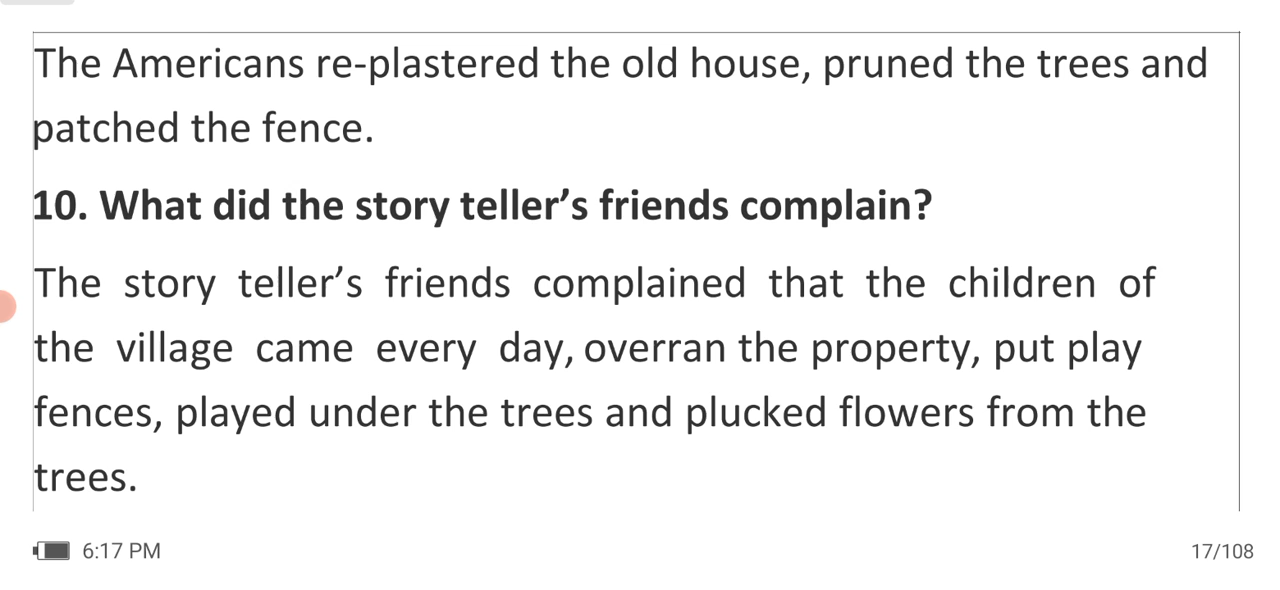 The Americans re-plastered the old house, pruned the trees and
patched the fence.
10. What did the story teller’s friends complain?
The story teller’s friends complained that the children of
the village came every day, overran the property, put play
fences, played under the trees and plucked flowers from the
trees.
6:17 PM
17/108